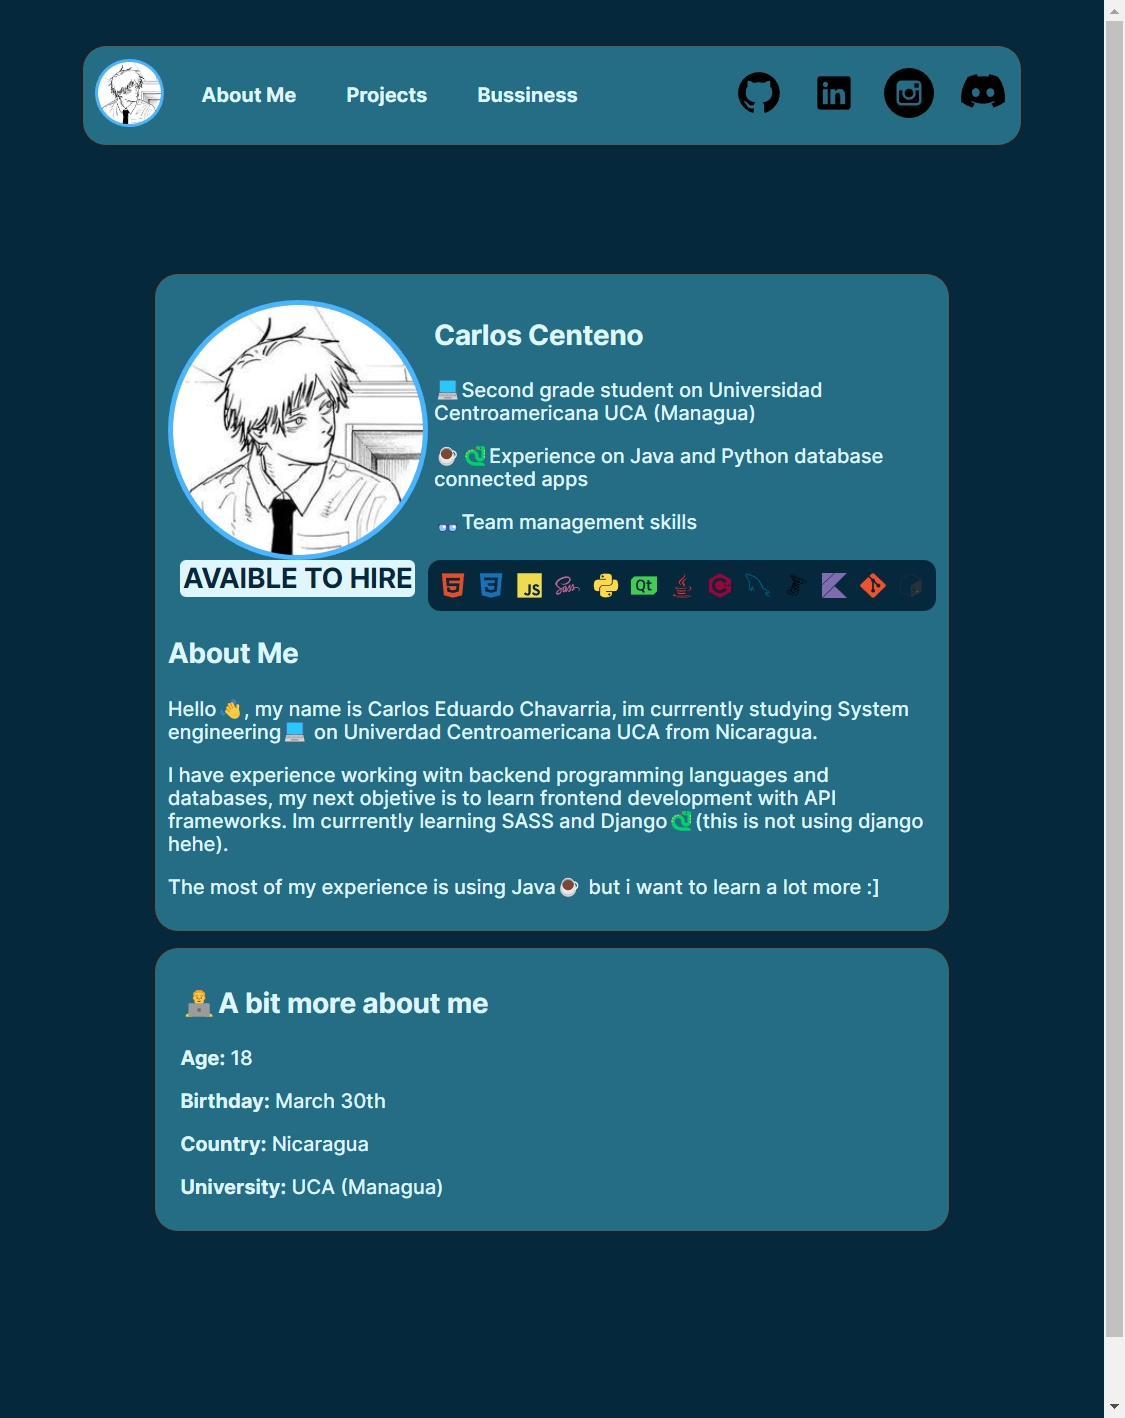 About Me Projects Bussiness
Carlos Centeno
💻Second grade student on Universidad
Centroamericana UCA (Managua)
☕🐍Experience on Java and Python database
connected apps
👓Team management skills
AVAIBLE TO HIRE
5 3 JS Sass Qt C
About Me
Hello👋, my name is Carlos Eduardo Chavarria, im currrently studying System
engineering💻 on Univerdad Centroamericana UCA from Nicaragua.
I have experience working witn backend programming languages and
databases, my next objetive is to learn frontend development with API
frameworks. Im currrently learning SASS and Django🐍(this is not using django
hehe).
The most of my experience is using Java☕ but i want to learn a lot more :]
👨‍💻A bit more about me
Age: 18
Birthday: March 30th
Country: Nicaragua
University: UCA (Managua)